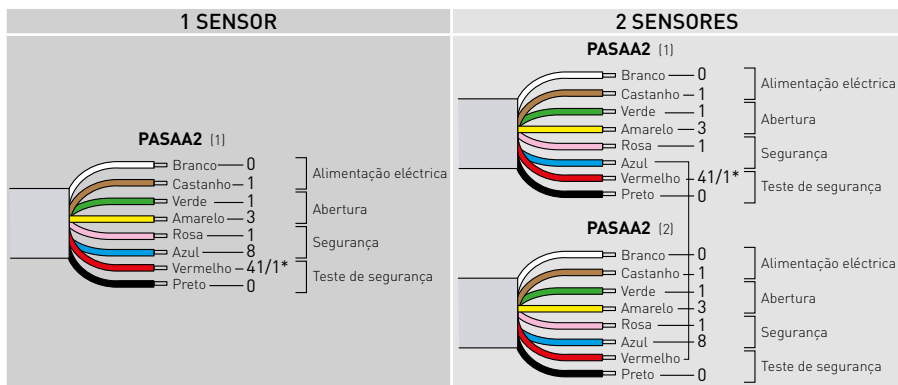 1 SENSOR
PASAA2 (1)
Branco 0
Castanho 1
Alimentação eléctrica
Verde 1
Amarelo 3
Abertura
Rosa 1
Azul 8
Segurança
Vermelho 41/1*
Preto 0
Teste de segurança
2 SENSORES
PASAA2 (1)
Branco 0
Castanho 1
Alimentação eléctrica
Verde 1
Amarelo 3
Abertura
Rosa 1
Azul
Segurança
Vermelho 41/1*
Preto 0
Teste de segurança
PASAA2 (2)
Branco 0
Castanho 1
Alimentação eléctrica
Verde 1
Amarelo 3
Abertura
Rosa 1
Azul 8
Segurança
Vermelho
Preto 0
Teste de segurança